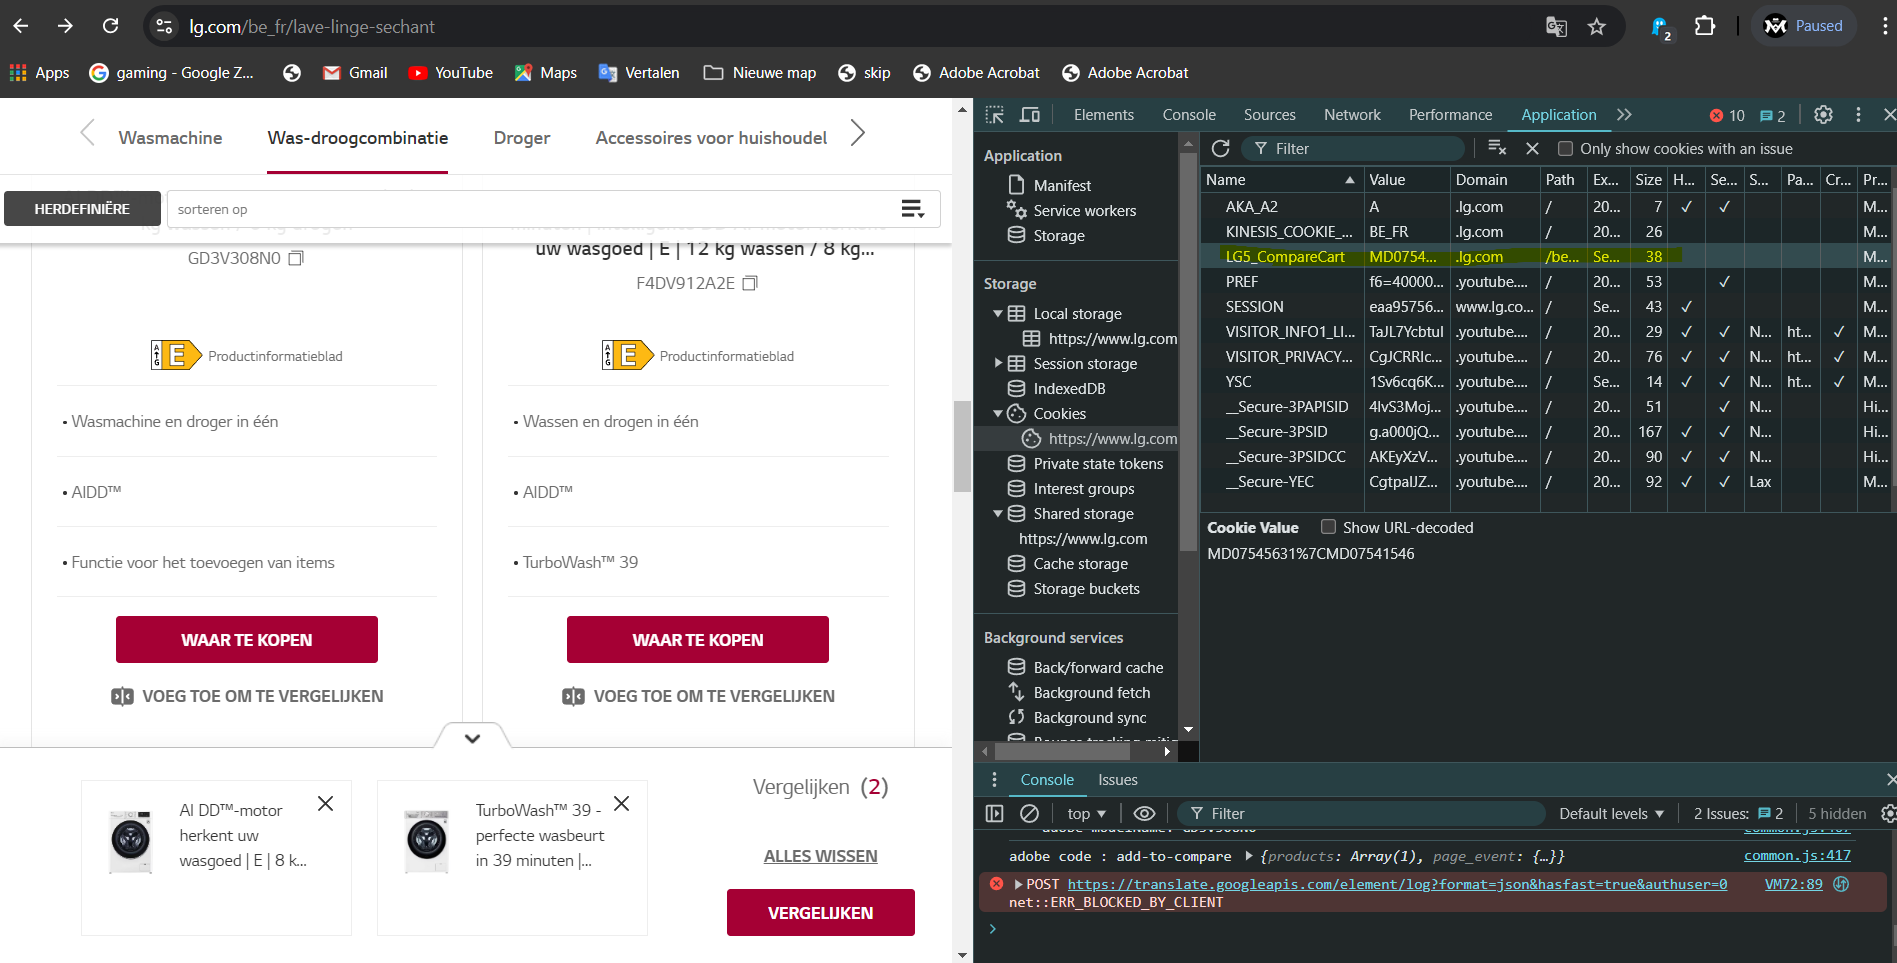 lg.com/be_fr/lave-linge-sechant
2
Paused
Apps
gaming - Google Z...
Gmail
YouTube
Maps
Vertalen
Nieuwe map
skip
Adobe Acrobat
Adobe Acrobat
Wasmachine
Was-droogcombinatie
Droger
Accessoires voor huishoudel
HERDEFINIËRE
sorteren op
GD3V308N0
uw wasgoed | E | 12 kg wassen / 8 kg...
F4DV912A2E
A G E Productinformatieblad
A G E Productinformatieblad
• Wasmachine en droger in één
• Wassen en drogen in één
• AIDD™
• AIDD™
• Functie voor het toevoegen van items
• TurboWash™ 39
WAAR TE KOPEN
WAAR TE KOPEN
VOEG TOE OM TE VERGELIJKEN
VOEG TOE OM TE VERGELIJKEN
AI DD™-motor
herkent uw
wasgoed | E | 8 k...
TurboWash™ 39 -
perfecte wasbeurt
in 39 minuten |...
Vergelijken (2)
ALLES WISSEN
VERGELIJKEN
Elements
Console
Sources
Network
Performance
Application
10
2
Application
Manifest
Service workers
Storage
Storage
Local storage
https://www.lg.com
Session storage
IndexedDB
Cookies
https://www.lg.com
Private state tokens
Interest groups
Shared storage
https://www.lg.com
Cache storage
Storage buckets
Background services
Back/forward cache
Background fetch
Background sync
Filter
Only show cookies with an issue
Name Value Domain Path Ex... Size H... Se... S... Pa... Cr... Pr...
AKA_A2 A .lg.com / 20... 7 ✓ ✓ M...
KINESIS_COOKIE_... BE_FR .lg.com / 20... 26 M...
LG5_CompareCart MD0754... .lg.com /be... Se... 38 M...
PREF f6=40000... .youtube.... / 20... 53 ✓ M...
SESSION eaa95756... www.lg.co... / Se... 43 ✓ M...
VISITOR_INFO1_LI... TaJL7Ycbtul .youtube.... / 20... 29 ✓ ✓ N... ht... ✓ M...
VISITOR_PRIVACY... CgJCRRIc... .youtube.... / 20... 76 ✓ ✓ N... ht... ✓ M...
YSC 1Sv6cq6K... .youtube.... / Se... 14 ✓ ✓ N... ht... ✓ M...
__Secure-3PAPISID 4IvS3Moj... .youtube.... / 20... 51 ✓ N... Hi...
__Secure-3PSID g.a000jQ... .youtube.... / 20... 167 ✓ ✓ N... Hi...
__Secure-3PSIDCC AKEyXzV... .youtube.... / 20... 90 ✓ ✓ N... Hi...
__Secure-YEC CgtpalJZ... .youtube.... / 20... 92 ✓ ✓ Lax M...
Cookie Value
Show URL-decoded
MD07545631%7CMD07541546
Console
Issues
top
Filter
Default levels
2 Issues: 2
5 hidden
adobe code : add-to-compare {products: Array(1), page_event: {…}} common.js:417
POST https://translate.googleapis.com/element/log?format=json&hasfast=true&authuser=0 VM72:89
net::ERR_BLOCKED_BY_CLIENT